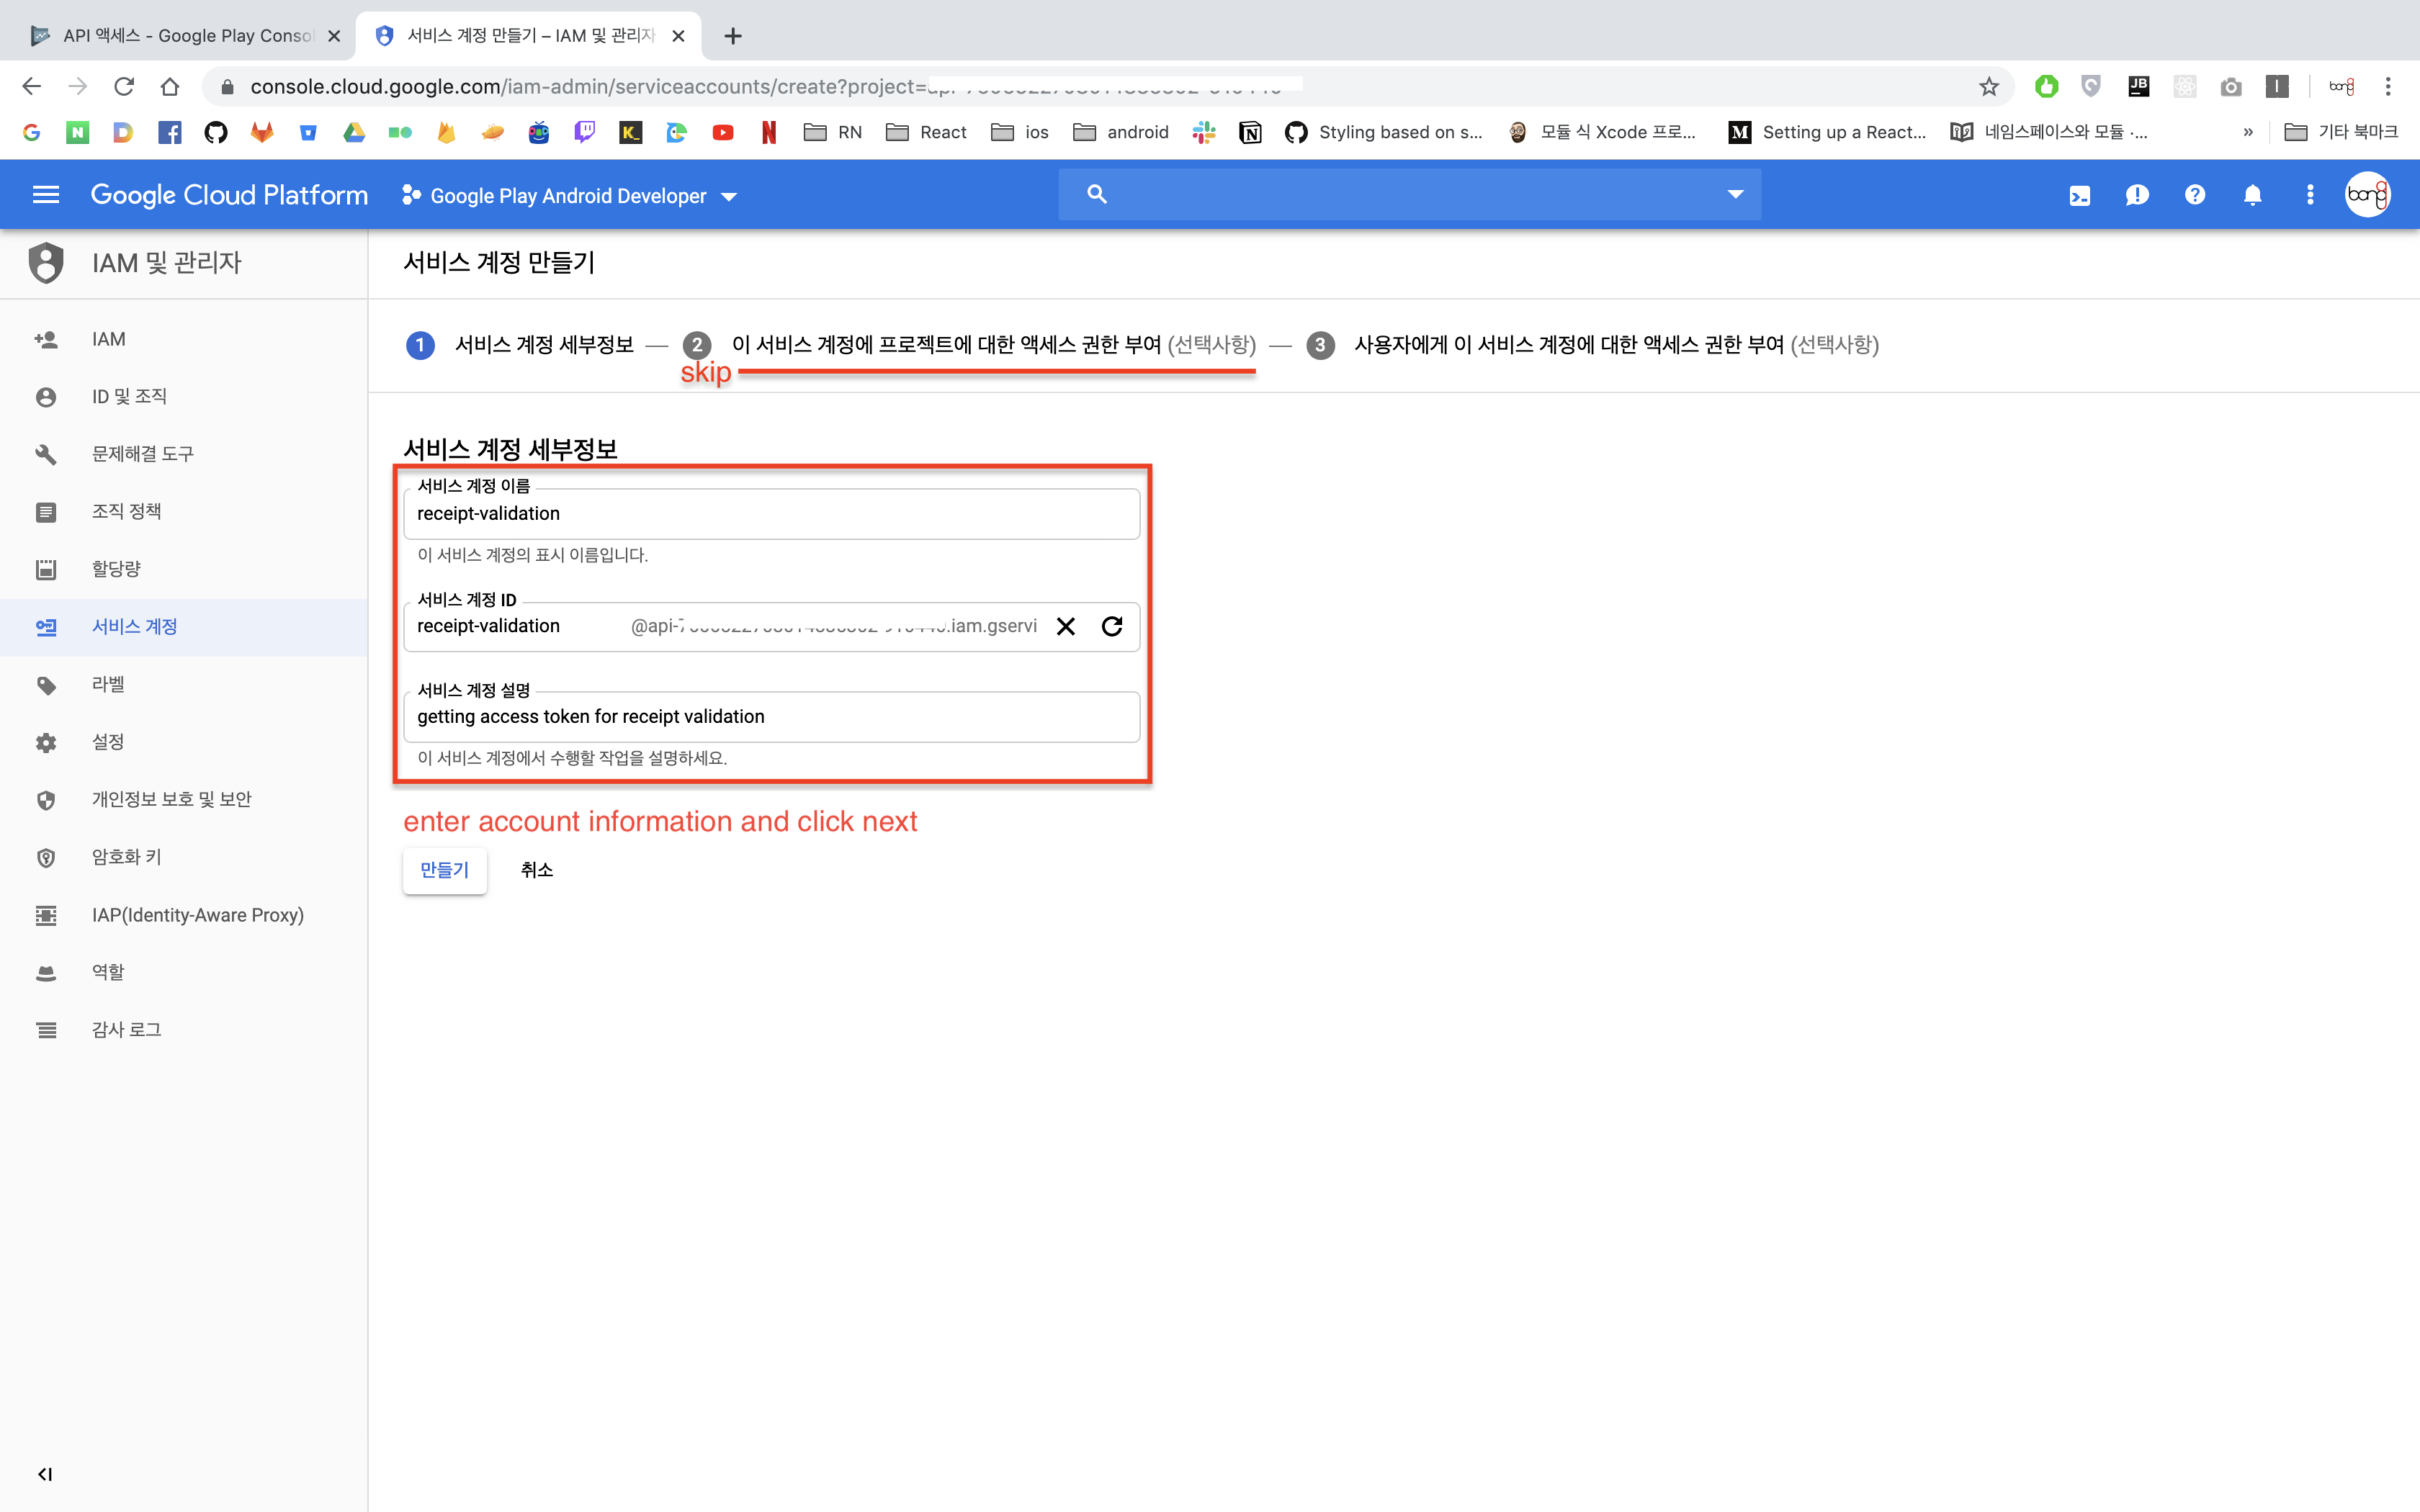 API 액세스 - Google Play Consol
서비스 계정 만들기 – IAM 및 관리자
console.cloud.google.com/iam-admin/serviceaccounts/create?project=
RN
React
ios
android
Styling based on s...
모듈 식 Xcode 프로...
Setting up a React...
네임스페이스와 모듈 ·...
»
기타 북마크
Google Cloud Platform
Google Play Android Developer
bong
IAM 및 관리자
서비스 계정 만들기
1 서비스 계정 세부정보 — 2 이 서비스 계정에 프로젝트에 대한 액세스 권한 부여 (선택사항) — 3 사용자에게 이 서비스 계정에 대한 액세스 권한 부여 (선택사항)
skip
IAM
ID 및 조직
문제해결 도구
조직 정책
할당량
서비스 계정
라벨
설정
개인정보 보호 및 보안
암호화 키
IAP(Identity-Aware Proxy)
역할
감사 로그
서비스 계정 세부정보
서비스 계정 이름
receipt-validation
이 서비스 계정의 표시 이름입니다.
서비스 계정 ID
receipt-validation @api- .iam.gservi
서비스 계정 설명
getting access token for receipt validation
이 서비스 계정에서 수행할 작업을 설명하세요.
enter account information and click next
만들기 취소